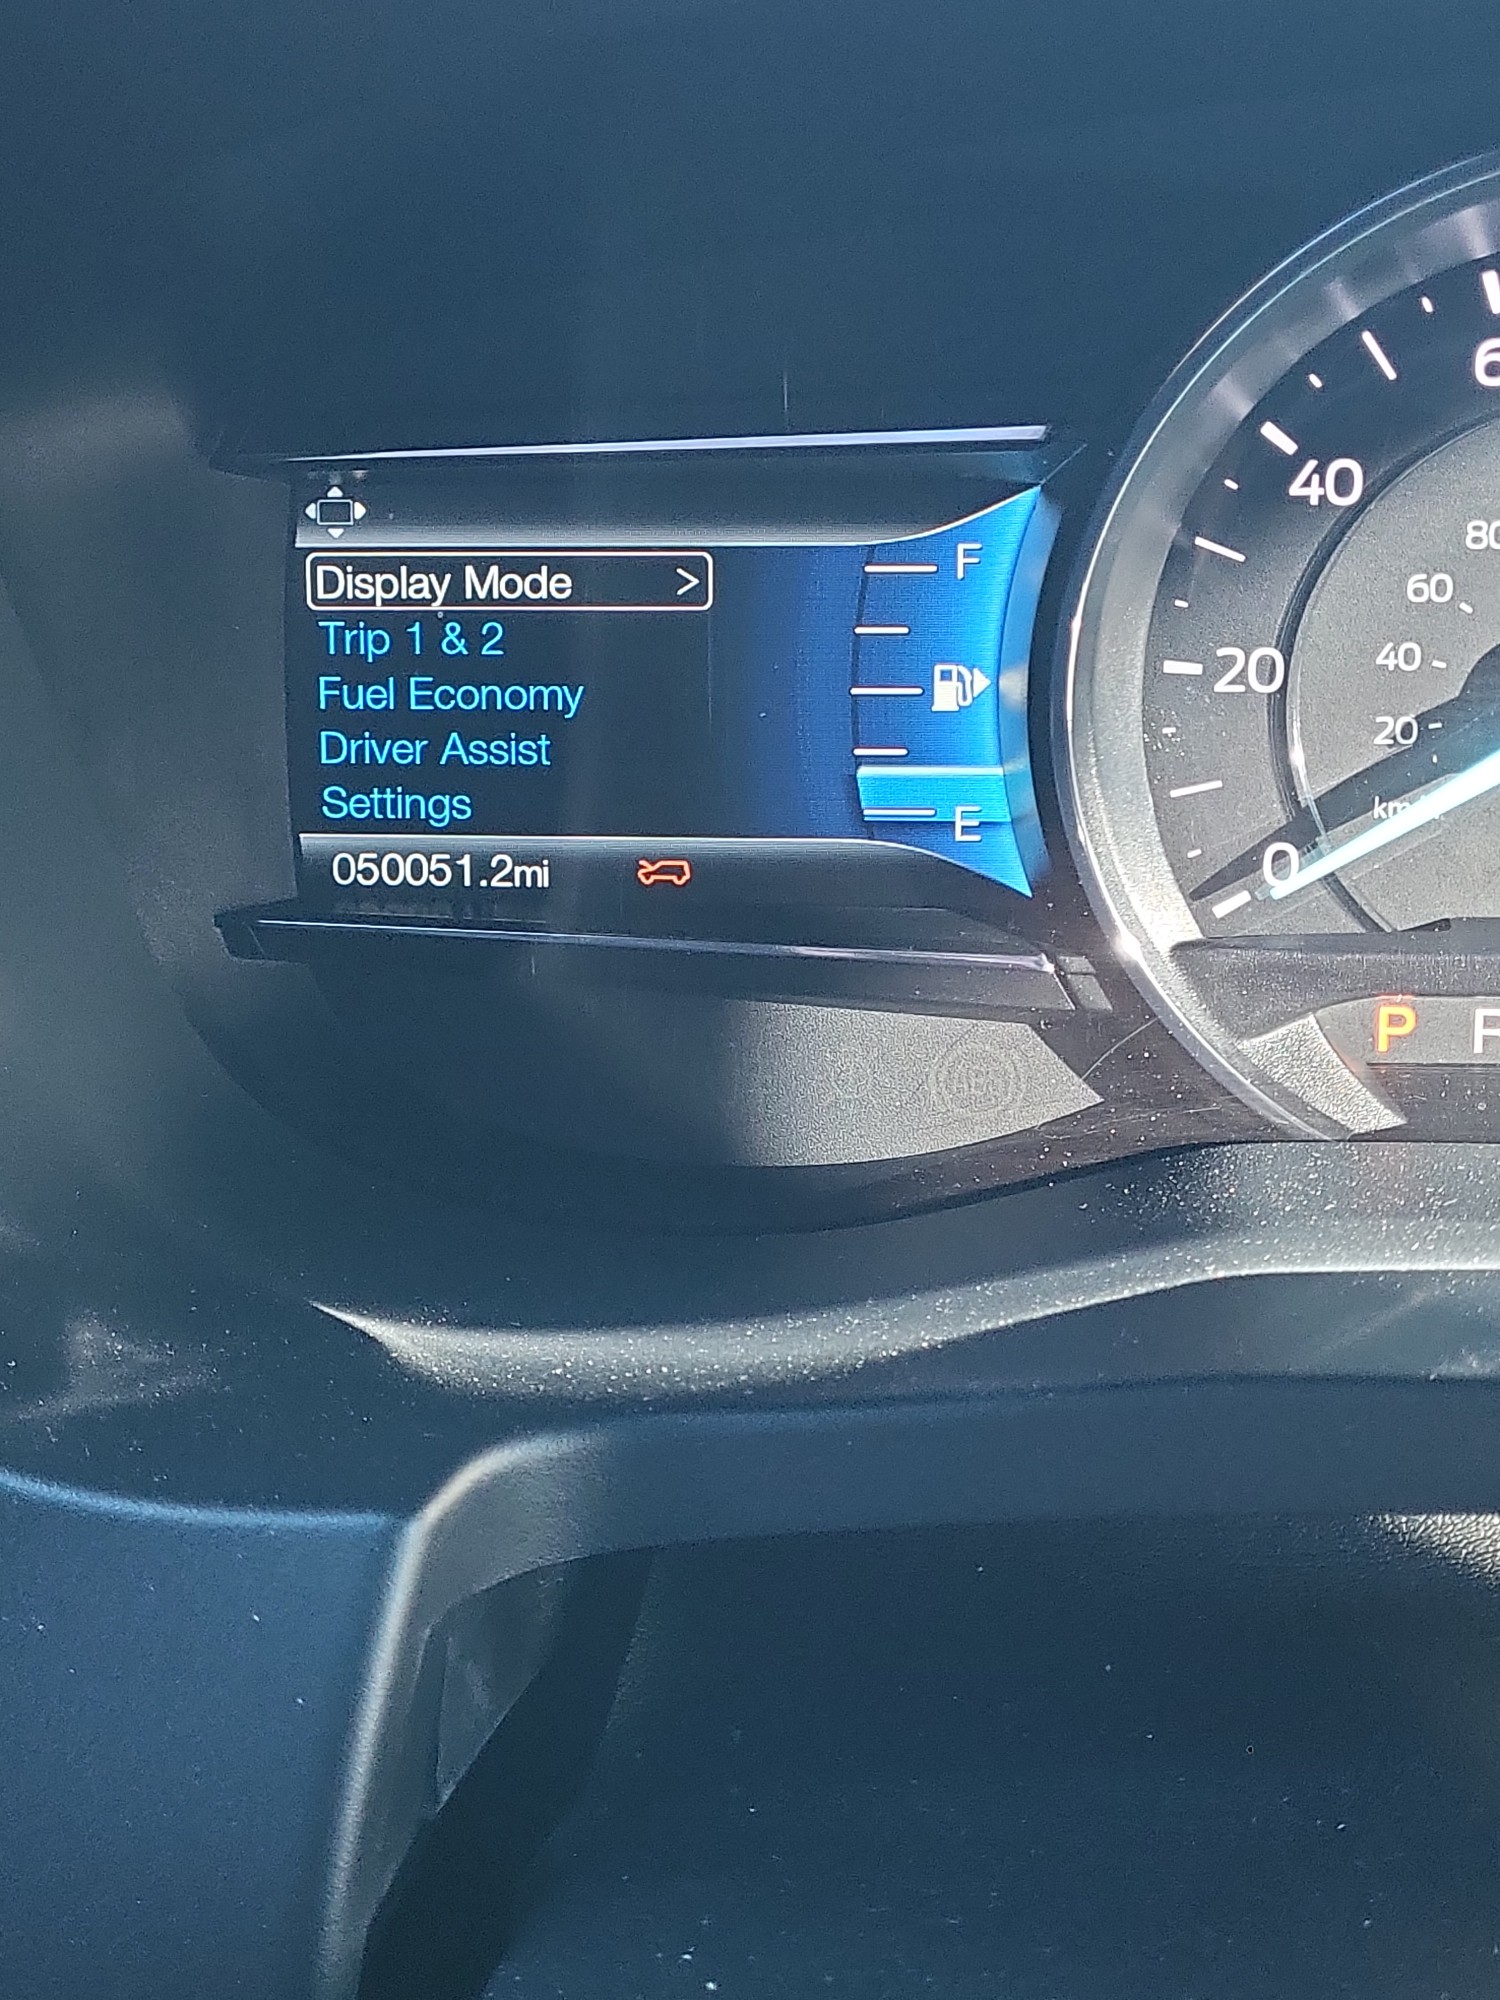 Display Mode >
Trip 1 & 2
Fuel Economy
Driver Assist
Settings
050051.2mi
F
E
40
20
0
80
60
40
20
P